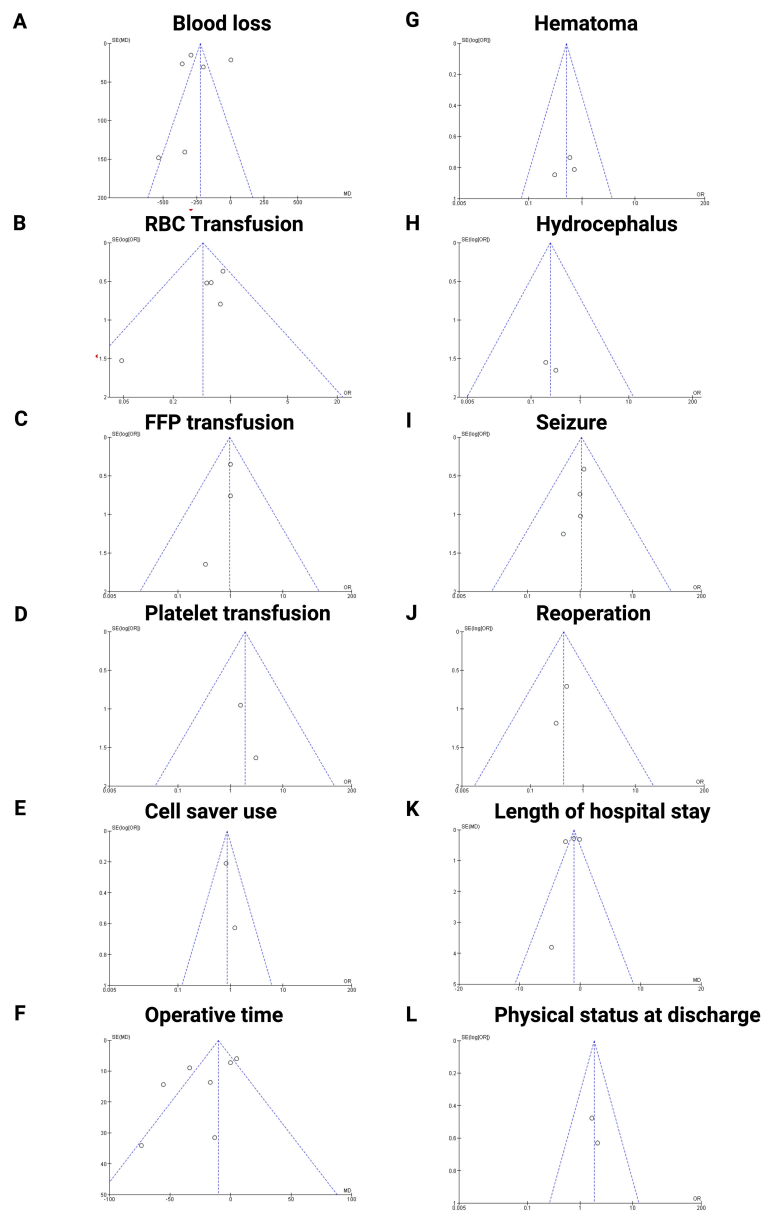 A
Blood loss
SE(MD)
0
50
100
150
200
-500
-250
0
250
500
MD
B
RBC Transfusion
SE(log[OR])
0
0.5
1
1.5
2
0.05
0.2
1
5
20
OR
C
FFP transfusion
SE(log[OR])
0
0.5
1
1.5
2
0.005
0.1
1
10
200
OR
D
Platelet transfusion
SE(log[OR])
0
0.5
1
1.5
2
0.005
0.1
1
10
200
OR
E
Cell saver use
SE(log[OR])
0
0.2
0.4
0.6
0.8
1
0.005
0.1
1
10
200
OR
F
Operative time
SE(MD)
0
10
20
30
40
50
-100
-50
0
50
100
MD
G
Hematoma
SE(log[OR])
0
0.2
0.4
0.6
0.8
1
0.005
0.1
1
10
200
OR
H
Hydrocephalus
SE(log[OR])
0
0.5
1
1.5
2
0.005
0.1
1
10
200
OR
I
Seizure
SE(log[OR])
0
0.5
1
1.5
2
0.005
0.1
1
10
200
OR
J
Reoperation
SE(log[OR])
0
0.5
1
1.5
2
0.005
0.1
1
10
200
OR
K
Length of hospital stay
SE(MD)
0
1
2
3
4
5
-20
-10
0
10
20
MD
L
Physical status at discharge
SE(log[OR])
0
0.2
0.4
0.6
0.8
1
0.005
0.1
1
10
200
OR